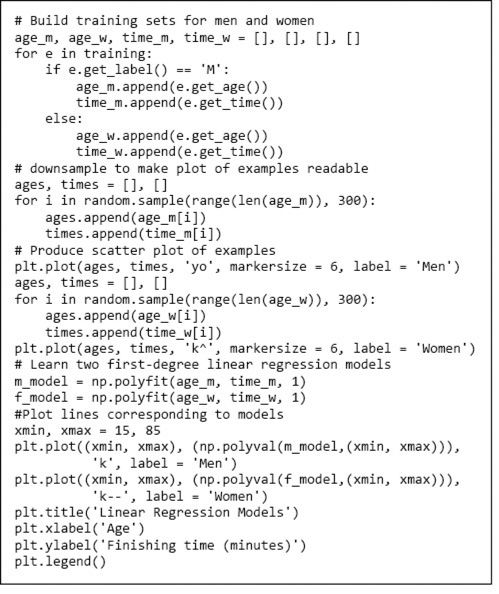 # Build training sets for men and women
age_m, age_w, time_m, time_w = [], [], [], []
for e in training:
    if e.get_label() == 'M':
        age_m.append(e.get_age())
        time_m.append(e.get_time())
    else:
        age_w.append(e.get_age())
        time_w.append(e.get_time())
# downsample to make plot of examples readable
ages, times = [], []
for i in random.sample(range(len(age_m)), 300):
    ages.append(age_m[i])
    times.append(time_m[i])
# Produce scatter plot of examples
plt.plot(ages, times, 'yo', markersize = 6, label = 'Men')
ages, times = [], []
for i in random.sample(range(len(age_w)), 300):
    ages.append(age_w[i])
    times.append(time_w[i])
plt.plot(ages, times, 'k^', markersize = 6, label = 'Women')
# Learn two first-degree linear regression models
m_model = np.polyfit(age_m, time_m, 1)
f_model = np.polyfit(age_w, time_w, 1)
#Plot lines corresponding to models
xmin, xmax = 15, 85
plt.plot((xmin, xmax), (np.polyval(m_model,(xmin, xmax))),
         'k', label = 'Men')
plt.plot((xmin, xmax), (np.polyval(f_model,(xmin, xmax))),
         'k--', label = 'Women')
plt.title('Linear Regression Models')
plt.xlabel('Age')
plt.ylabel('Finishing time (minutes)')
plt.legend()